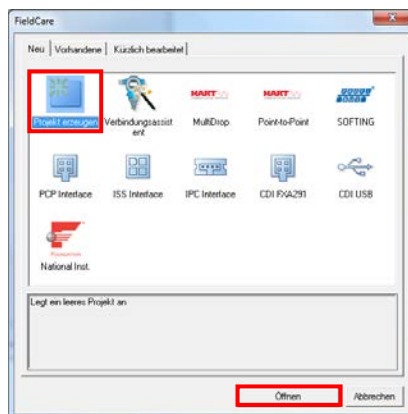 FieldCare
Neu Vorhandene Kürzlich bearbeitet
HART HART
Projekt erzeugen Verbindungsassist MultiDrop Point-to-Point SOFTING
ent
PCP Interface ISS Interface IPC Interface CDI FXA291 CDI USB
National Inst.
Legt ein leeres Projekt an
Öffnen Abbrechen